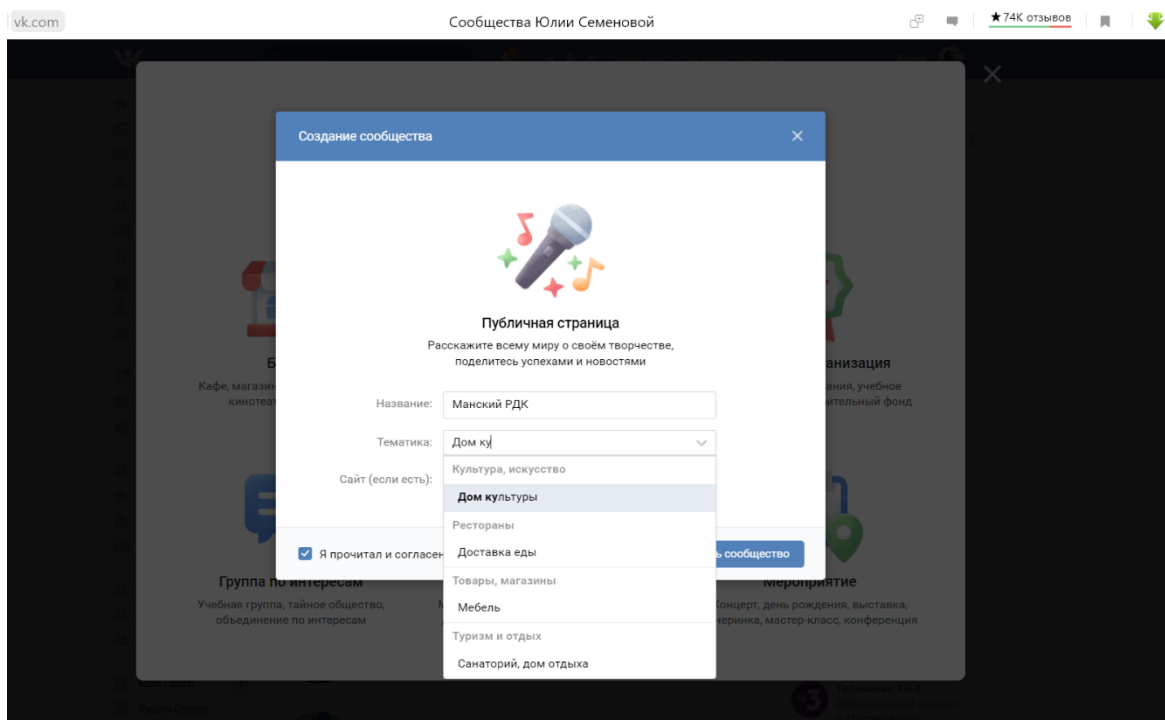 vk.com
Сообщества Юлии Семеновой
★74K отзывов
Создание сообщества
Публичная страница
Расскажите всему миру о своём творчестве,
поделитесь успехами и новостями
Название: Манский РДК
Тематика: Дом ку
Культура, искусство
Сайт (если есть):
Дом культуры
Рестораны
Я прочитал и согласен
Доставка еды
ь сообщество
Товары, магазины
Мебель
Туризм и отдых
Санаторий, дом отдыха
Б
Кафе, магазин
кинотеа
анизация
ания, учебное
ительный фонд
Группа по интересам
Учебная группа, тайное общество,
объединение по интересам
Мероприятие
Концерт, день рождения, выставка,
черинка, мастер-класс, конференция
Телеканал ТВ-3